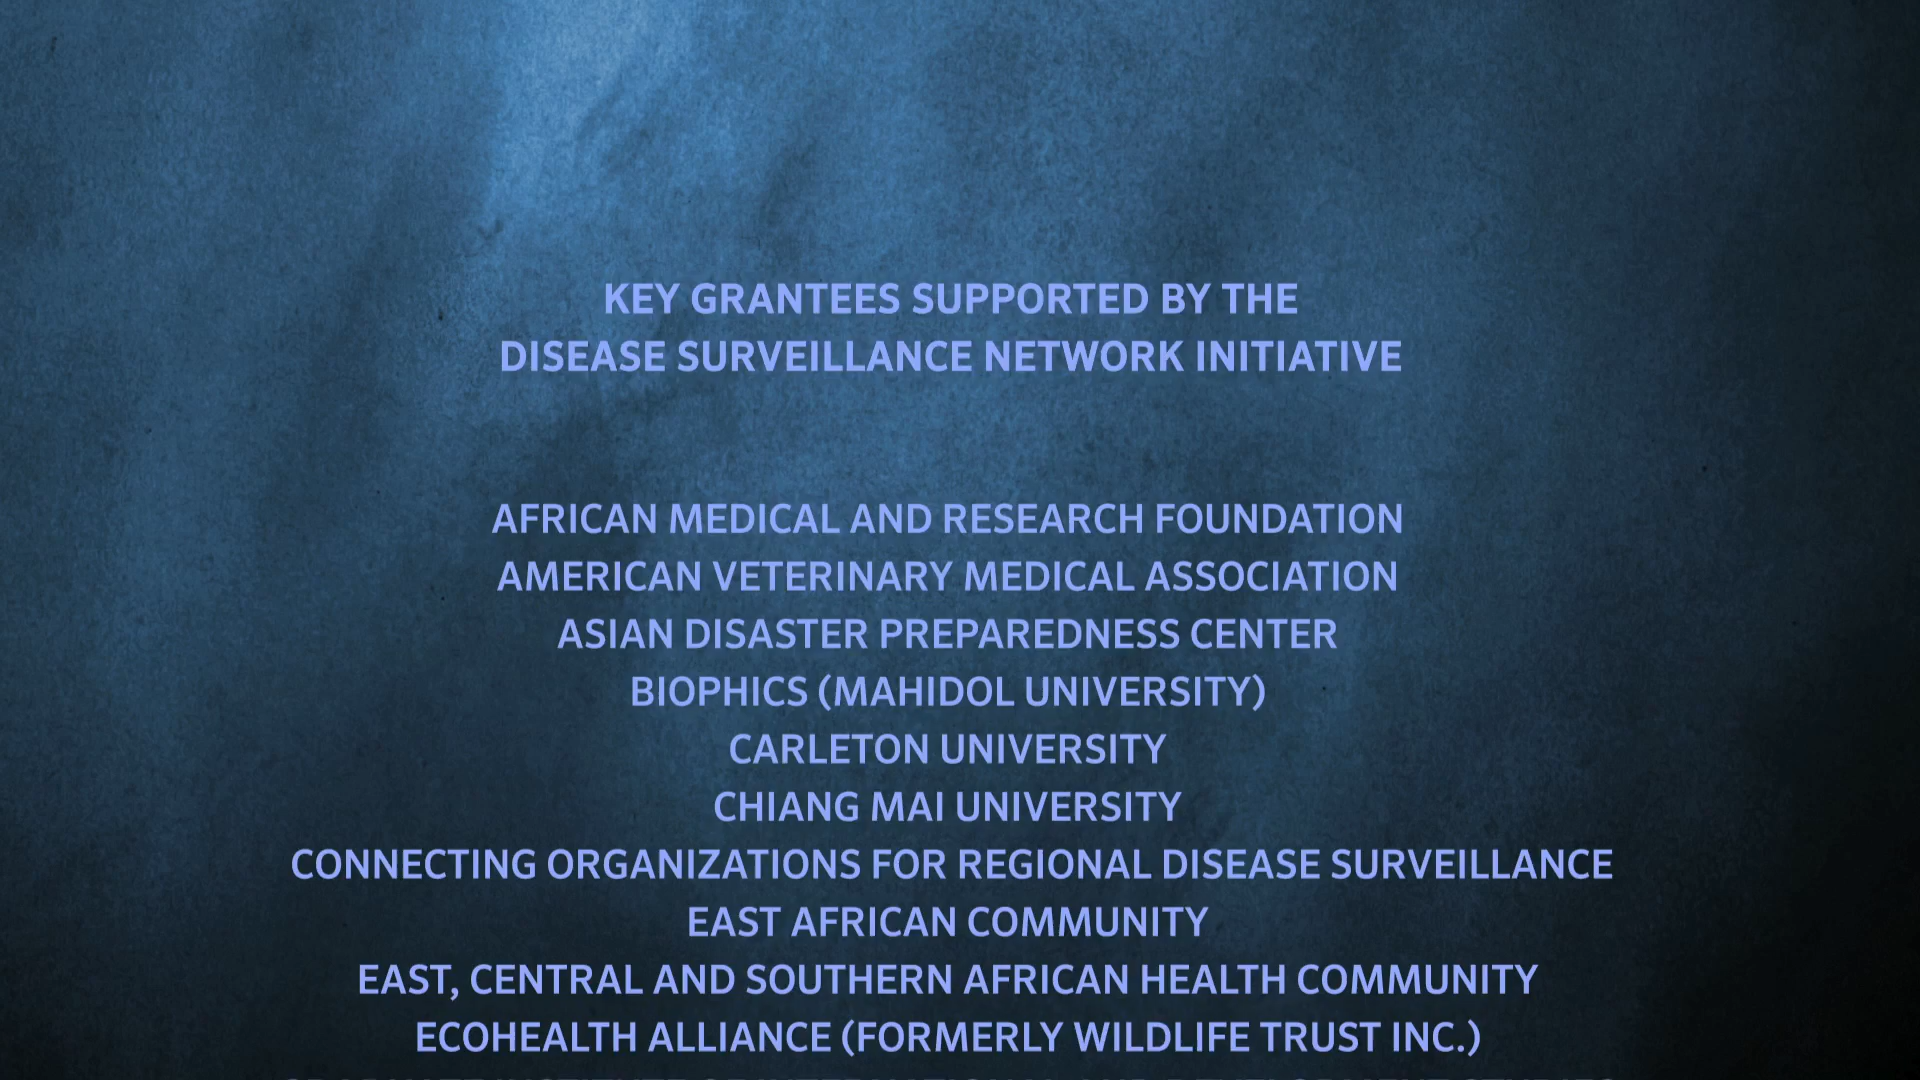 KEY GRANTEES SUPPORTED BY THE
DISEASE SURVEILLANCE NETWORK INITIATIVE
AFRICAN MEDICAL AND RESEARCH FOUNDATION
AMERICAN VETERINARY MEDICAL ASSOCIATION
ASIAN DISASTER PREPAREDNESS CENTER
BIOPHICS (MAHIDOL UNIVERSITY)
CARLETON UNIVERSITY
CHIANG MAI UNIVERSITY
CONNECTING ORGANIZATIONS FOR REGIONAL DISEASE SURVEILLANCE
EAST AFRICAN COMMUNITY
EAST, CENTRAL AND SOUTHERN AFRICAN HEALTH COMMUNITY
ECOHEALTH ALLIANCE (FORMERLY WILDLIFE TRUST INC.)